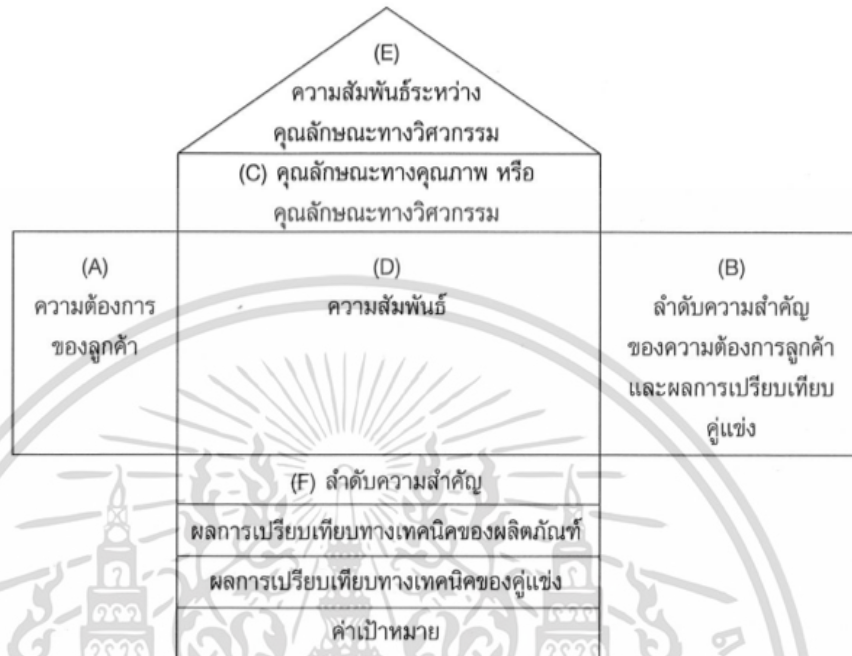 (E)
ความสัมพันธ์ระหว่าง
คุณลักษณะทางวิศวกรรม
(C) คุณลักษณะทางคุณภาพ หรือ
คุณลักษณะทางวิศวกรรม
(A)
ความต้องการ
ของลูกค้า
(D)
ความสัมพันธ์
(B)
ลำดับความสำคัญ
ของความต้องการลูกค้า
และผลการเปรียบเทียบ
คู่แข่ง
(F) ลำดับความสำคัญ
ผลการเปรียบเทียบทางเทคนิคของผลิตภัณฑ์
ผลการเปรียบเทียบทางเทคนิคของคู่แข่ง
ค่าเป้าหมาย